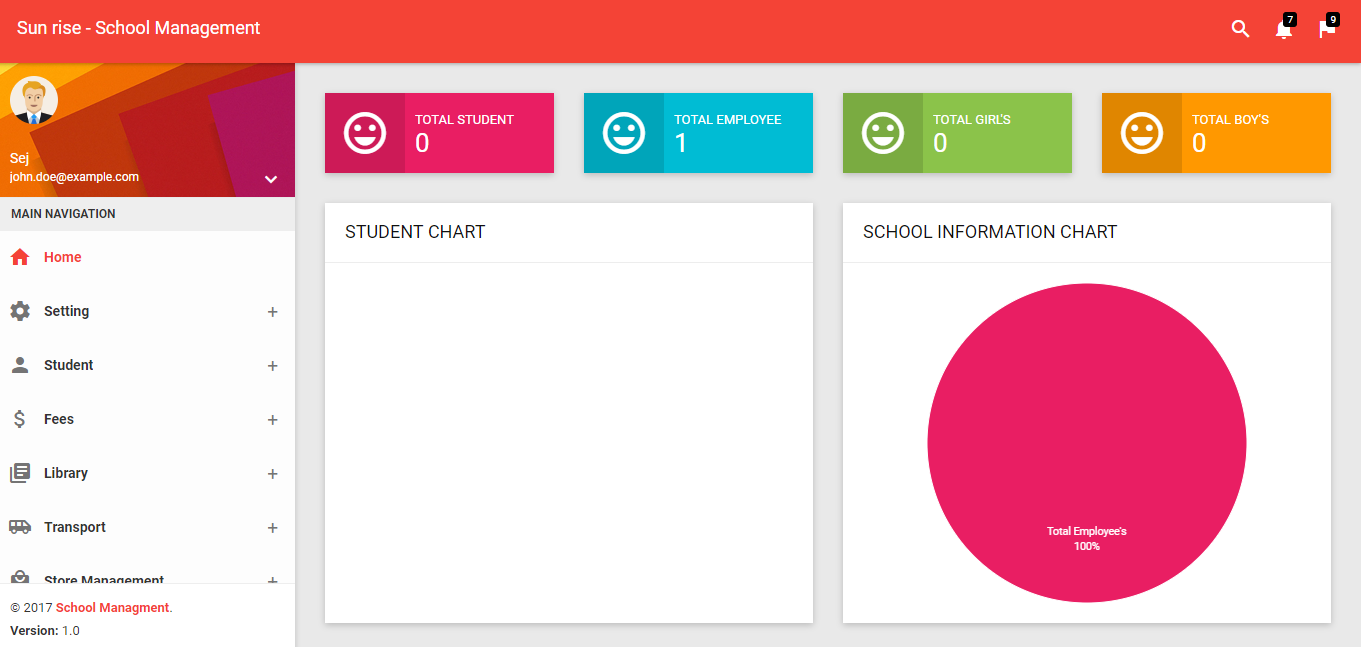 Sun rise - School Management
7
9
Sej
john.doe@example.com
MAIN NAVIGATION
Home
Setting
+
Student
+
Fees
+
Library
+
Transport
+
Store Management
+
© 2017 School Managment.
Version: 1.0
TOTAL STUDENT
0
TOTAL EMPLOYEE
1
TOTAL GIRL'S
0
TOTAL BOY'S
0
STUDENT CHART
SCHOOL INFORMATION CHART
Total Employee's
100%